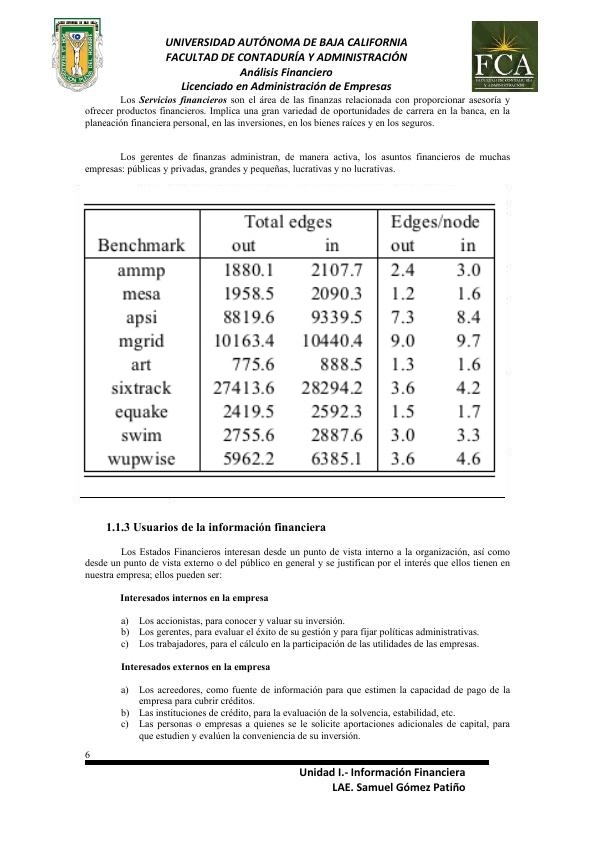 UNIVERSIDAD AUTÓNOMA DE BAJA CALIFORNIA
FACULTAD DE CONTADURÍA Y ADMINISTRACIÓN
Análisis Financiero
Licenciado en Administración de Empresas
FCA
FACULTAD DE CONTADURÍA
Y ADMINISTRACIÓN
Los Servicios financieros son el área de las finanzas relacionada con proporcionar asesoría y
ofrecer productos financieros. Implica una gran variedad de oportunidades de carrera en la banca, en la
planeación financiera personal, en las inversiones, en los bienes raíces y en los seguros.
Los gerentes de finanzas administran, de manera activa, los asuntos financieros de muchas
empresas: públicas y privadas, grandes y pequeñas, lucrativas y no lucrativas.
Total edges Edges/node
Benchmark out in out in
ammp 1880.1 2107.7 2.4 3.0
mesa 1958.5 2090.3 1.2 1.6
apsi 8819.6 9339.5 7.3 8.4
mgrid 10163.4 10440.4 9.0 9.7
art 775.6 888.5 1.3 1.6
sixtrack 27413.6 28294.2 3.6 4.2
equake 2419.5 2592.3 1.5 1.7
swim 2755.6 2887.6 3.0 3.3
wupwise 5962.2 6385.1 3.6 4.6
1.1.3 Usuarios de la información financiera
Los Estados Financieros interesan desde un punto de vista interno a la organización, así como
desde un punto de vista externo o del público en general y se justifican por el interés que ellos tienen en
nuestra empresa; ellos pueden ser:
Interesados internos en la empresa
a) Los accionistas, para conocer y valuar su inversión.
b) Los gerentes, para evaluar el éxito de su gestión y para fijar políticas administrativas.
c) Los trabajadores, para el cálculo en la participación de las utilidades de las empresas.
Interesados externos en la empresa
a) Los acreedores, como fuente de información para que estimen la capacidad de pago de la
empresa para cubrir créditos.
b) Las instituciones de crédito, para la evaluación de la solvencia, estabilidad, etc.
c) Las personas o empresas a quienes se le solicite aportaciones adicionales de capital, para
que estudien y evalúen la conveniencia de su inversión.
6
Unidad I.- Información Financiera
LAE. Samuel Gómez Patiño